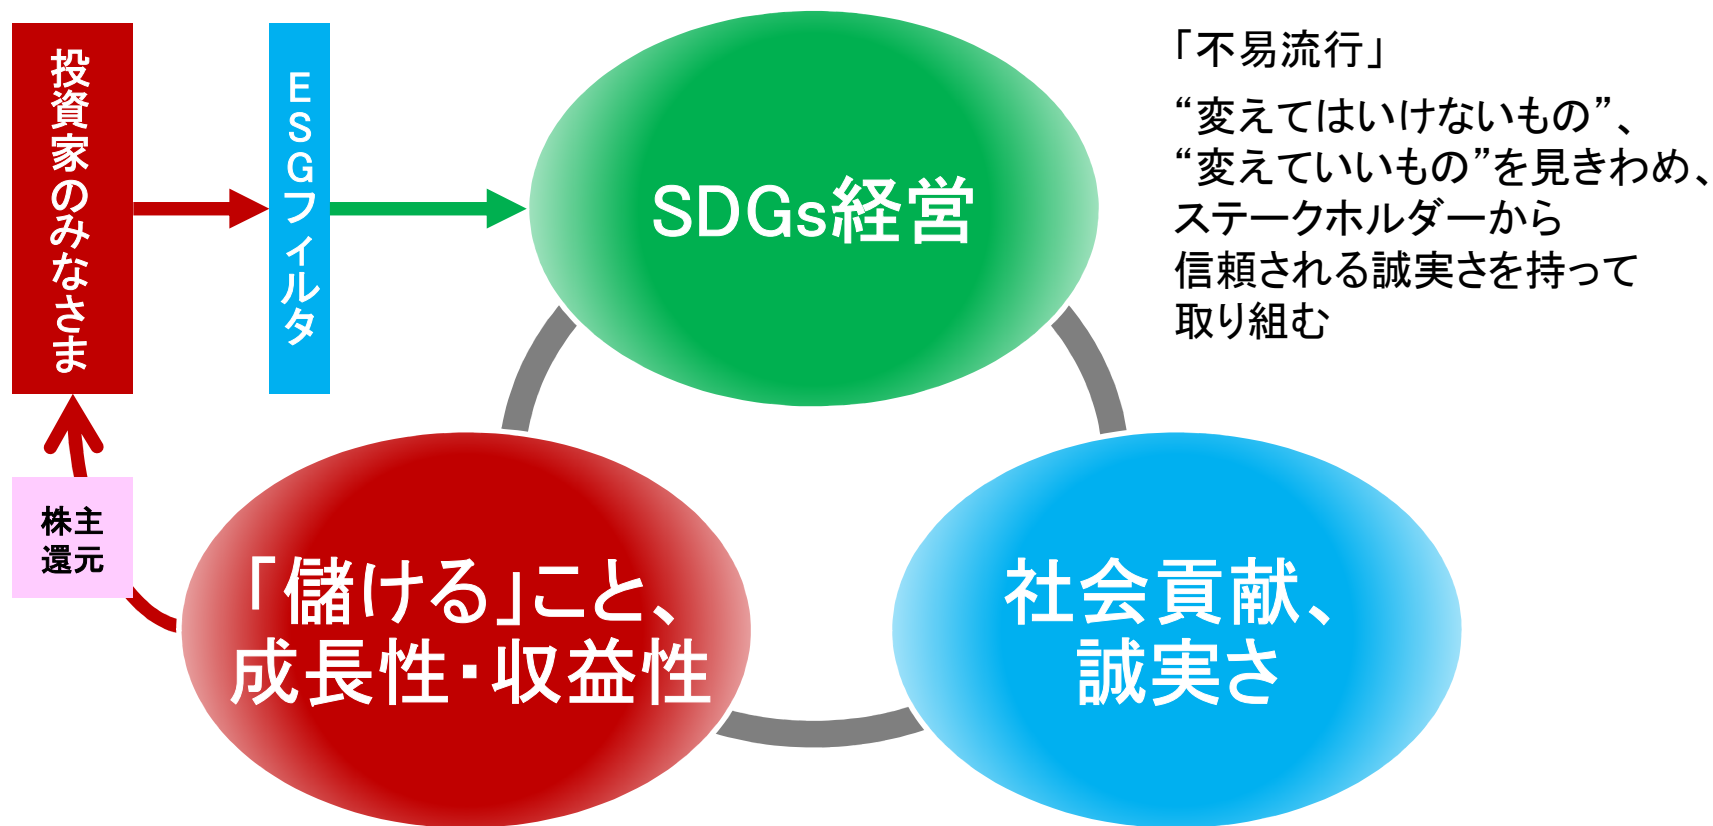 投資家のみなさま
ESGフィルタ
SDGs経営
「不易流行」
“変えてはいけないもの”、
“変えていいもの”を見きわめ、
ステークホルダーから
信頼される誠実さを持って
取り組む
株主
還元
「儲ける」こと、
成長性・収益性
社会貢献、
誠実さ